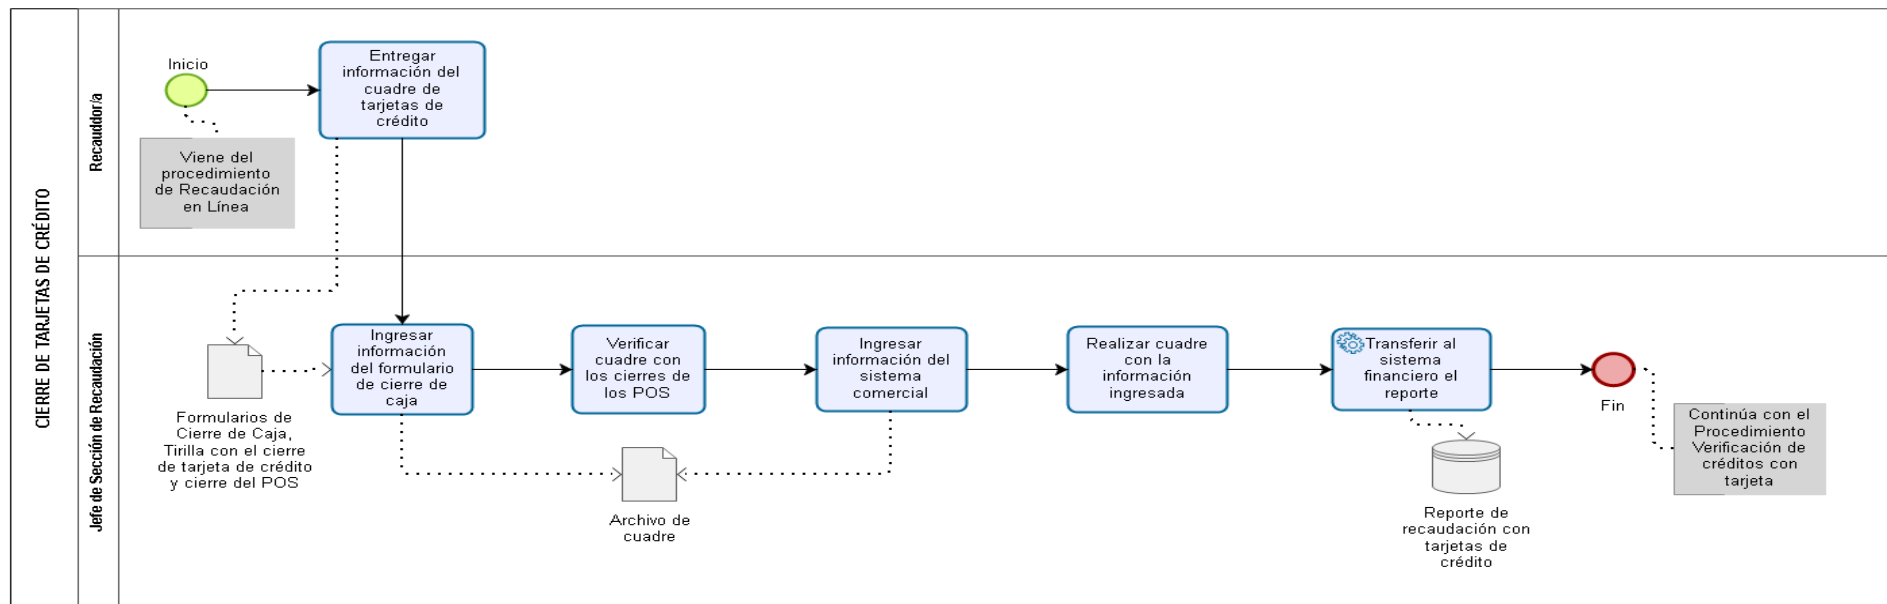 CIERRE DE TARJETAS DE CRÉDITO
Recauddor/a
Inicio
Viene del
procedimiento
de Recaudación
en Línea
Entregar
información del
cuadre de
tarjetas de
crédito
Jefe de Sección de Recaudación
Formularios de
Cierre de Caja,
Tirilla con el cierre
de tarjeta de crédito
y cierre del POS
Ingresar
información
del formulario
de cierre de
caja
Verificar
cuadre con
los cierres de
los POS
Archivo de
cuadre
Ingresar
información del
sistema
comercial
Realizar cuadre
con la
información
ingresada
Transferir al
sistema
financiero el
reporte
Reporte de
recaudación con
tarjetas de
crédito
Fin
Continúa con el
Procedimiento
Verificación de
créditos con
tarjeta